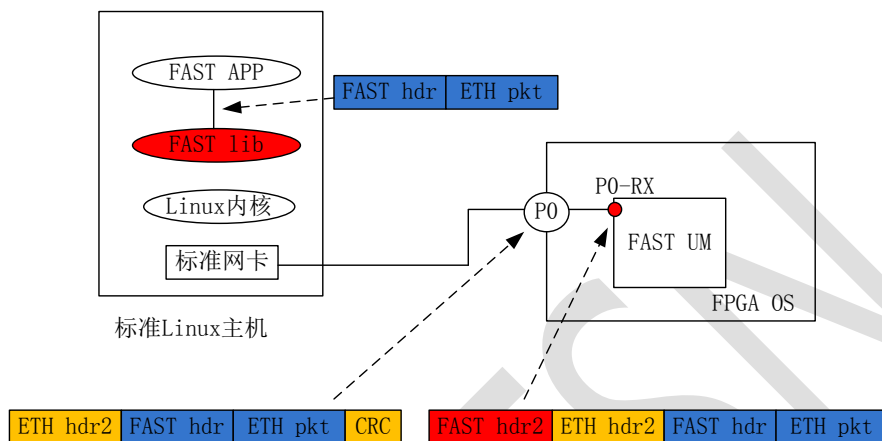 FAST APP
FAST hdr ETH pkt
FAST lib
P0-RX
Linux内核
P0
FAST UM
标准网卡
FPGA OS
标准Linux主机
ETH hdr2 FAST hdr ETH pkt CRC
FAST hdr2 ETH hdr2 FAST hdr ETH pkt